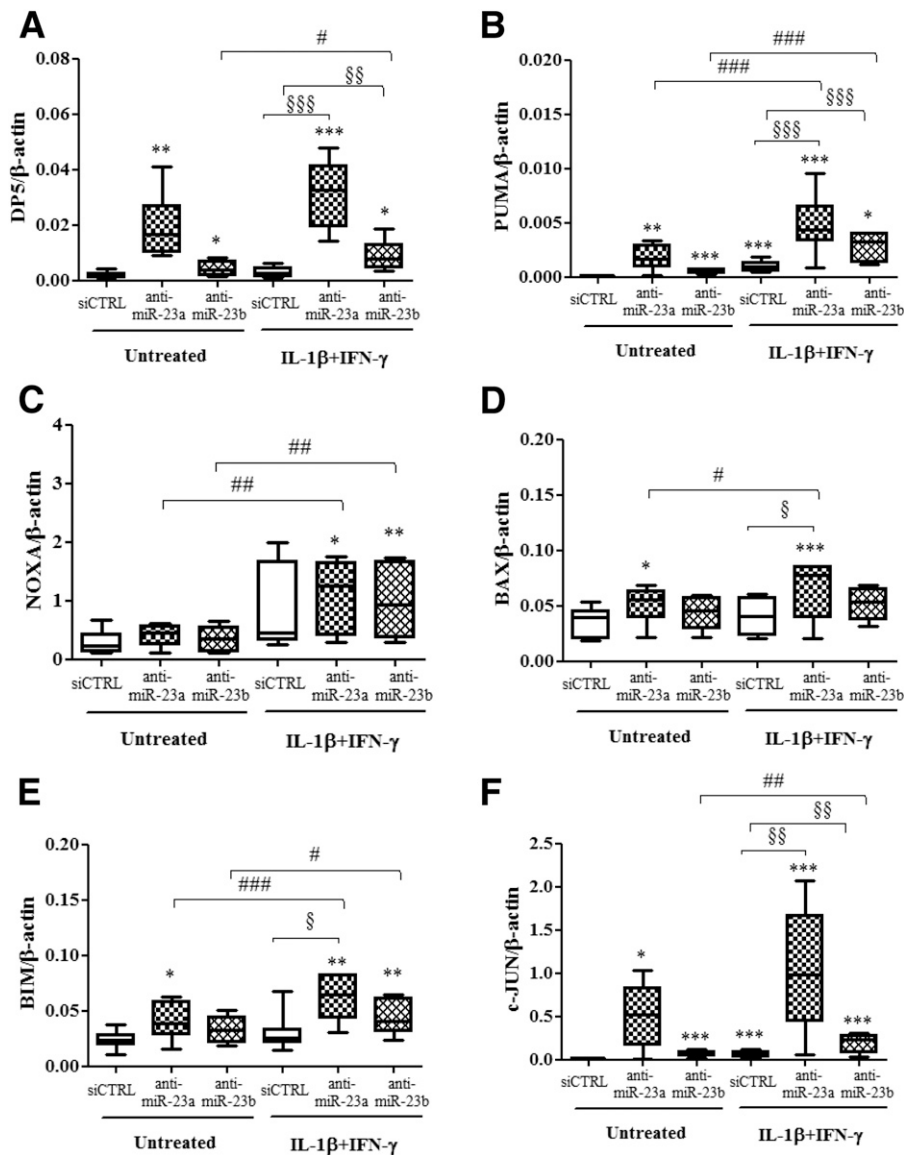 A
#
§§
§§§
***
**
*
*
DP5/β-actin
0.08
0.06
0.04
0.02
0.00
siCTRL anti-miR-23a anti-miR-23b siCTRL anti-miR-23a anti-miR-23b
Untreated IL-1β+IFN-γ
B
###
###
§§§
§§§
***
**
***
***
*
PUMA/β-actin
0.020
0.015
0.010
0.005
0.000
siCTRL anti-miR-23a anti-miR-23b siCTRL anti-miR-23a anti-miR-23b
Untreated IL-1β+IFN-γ
C
##
##
*
**
NOXA/β-actin
4
3
2
1
0
siCTRL anti-miR-23a anti-miR-23b siCTRL anti-miR-23a anti-miR-23b
Untreated IL-1β+IFN-γ
D
#
§
*
***
BAX/β-actin
0.20
0.15
0.10
0.05
0.00
siCTRL anti-miR-23a anti-miR-23b siCTRL anti-miR-23a anti-miR-23b
Untreated IL-1β+IFN-γ
E
#
###
§
*
**
**
BIM/β-actin
0.20
0.15
0.10
0.05
0.00
siCTRL anti-miR-23a anti-miR-23b siCTRL anti-miR-23a anti-miR-23b
Untreated IL-1β+IFN-γ
F
##
§§
§§
***
*
***
***
***
c-JUN/β-actin
2.5
2.0
1.5
1.0
0.5
0.0
siCTRL anti-miR-23a anti-miR-23b siCTRL anti-miR-23a anti-miR-23b
Untreated IL-1β+IFN-γ